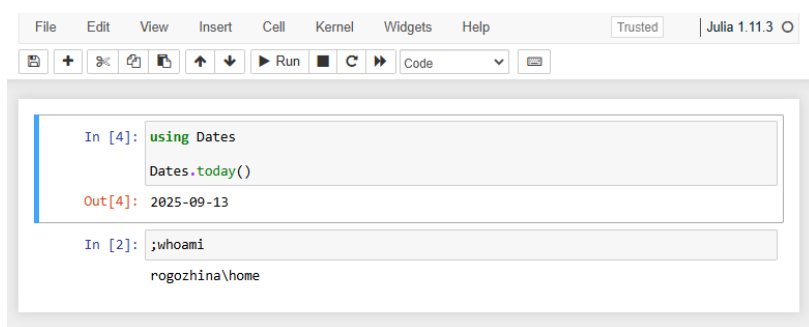 File Edit View Insert Cell Kernel Widgets Help Trusted Julia 1.11.3
Run Code
In [4]: using Dates
Dates.today()
Out[4]: 2025-09-13
In [2]: ;whoami
rogozhina\home